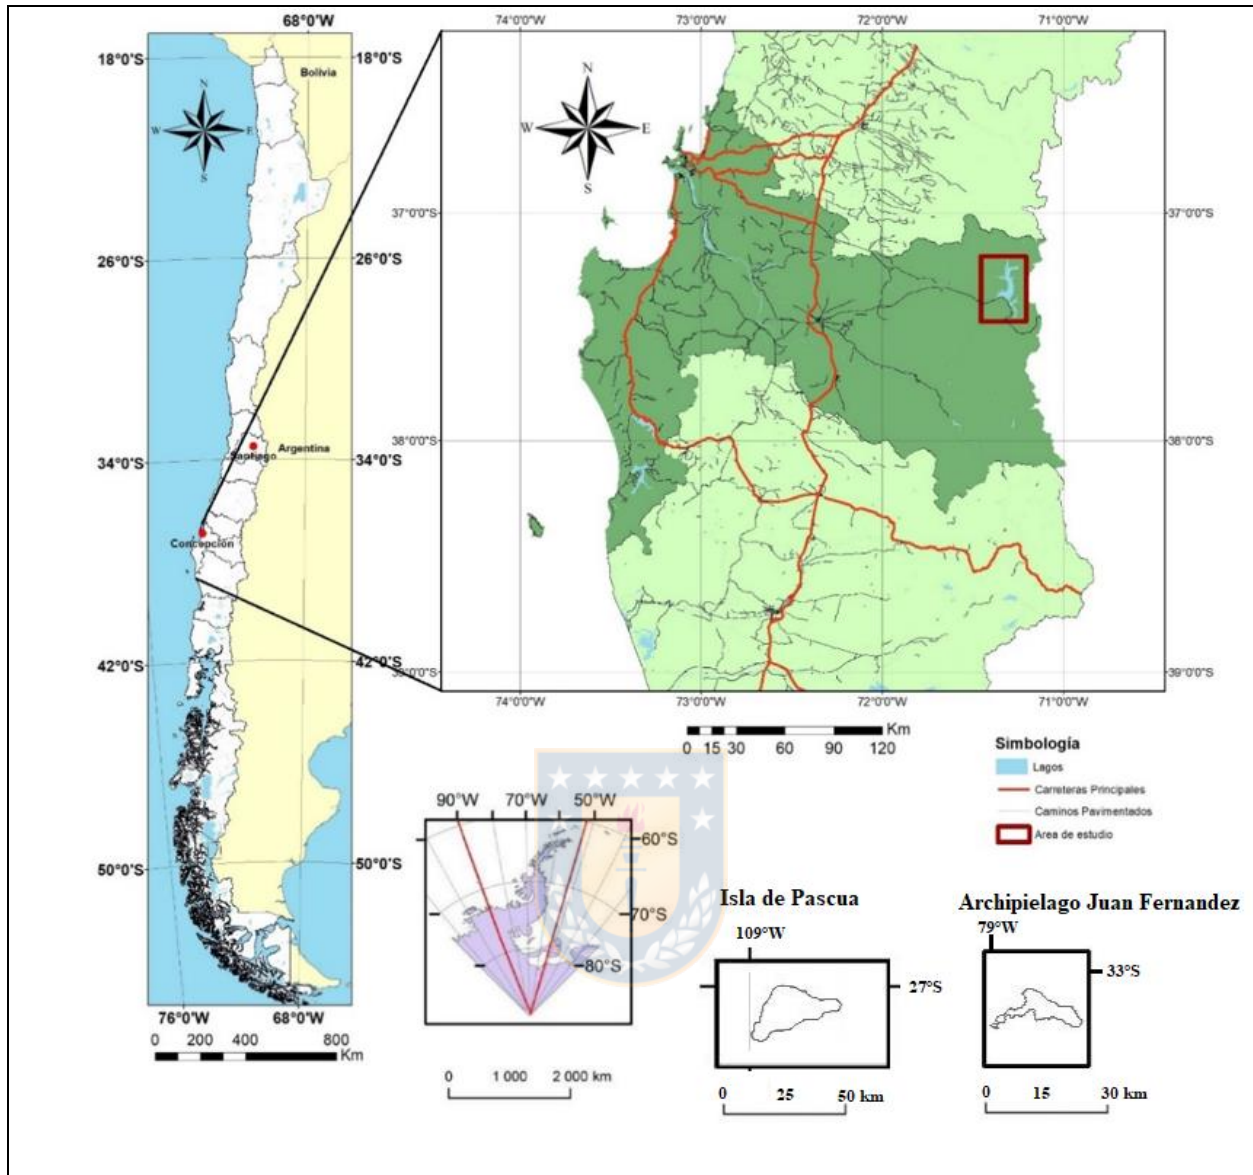 68°0'W
18°0'S
18°0'S
Bolivia
N
W
E
S
26°0'S
26°0'S
34°0'S
34°0'S
Santiago
Argentina
Concepción
42°0'S
42°0'S
50°0'S
50°0'S
76°0'W
68°0'W
0 200 400 800
Km
74°0'0"W 73°0'0"W 72°0'0"W 71°0'0"W
N
W
E
S
37°0'0"S
37°0'0"S
38°0'0"S
38°0'0"S
39°0'0"S
39°0'0"S
74°0'0"W 73°0'0"W 72°0'0"W 71°0'0"W
Km
0 15 30 60 90 120
Simbología
Lagos
Carreteras Principales
Caminos Pavimentados
Area de estudio
90°W 70°W 50°W
60°S
70°S
80°S
0 1 000 2 000 km
Isla de Pascua
109°W
27°S
0 25 50 km
Archipielago Juan Fernandez
79°W
33°S
0 15 30 km